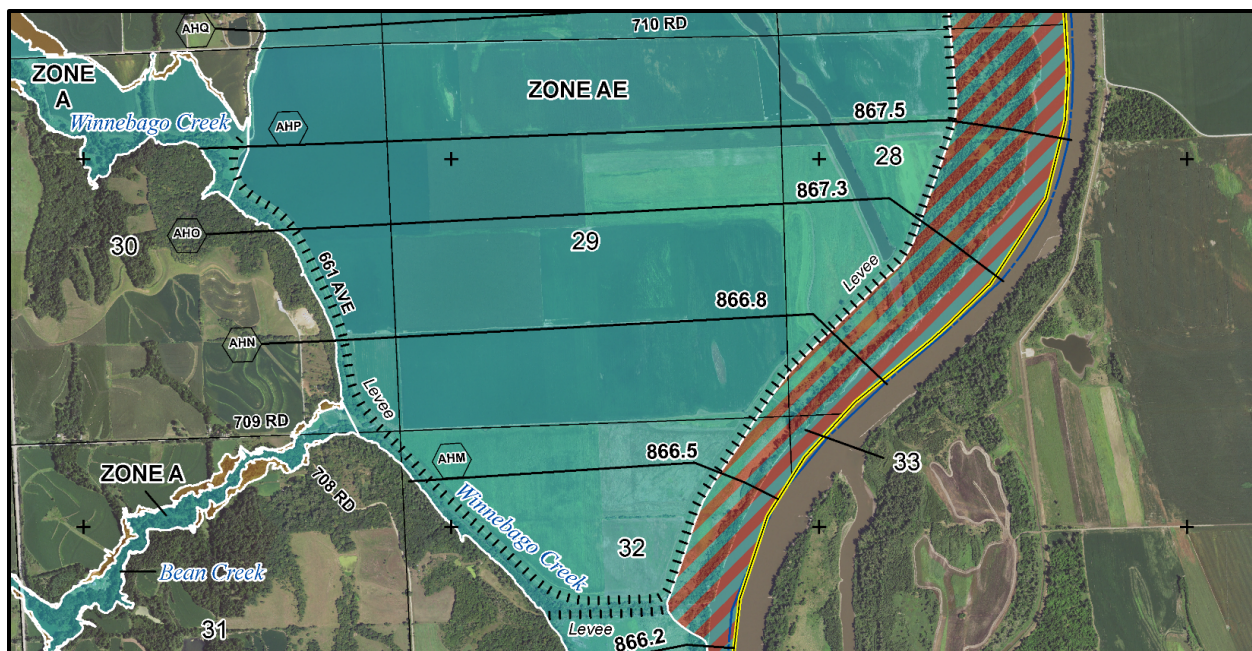 AHQ
710 RD
ZONE
A
ZONE AE
Winnebago Creek
AHP
867.5
28
867.3
AHO
30
29
661 AVE
Levee
866.8
AHN
Levee
709 RD
ZONE A
708 RD
AHM
866.5
33
Winnebago Creek
32
Bean Creek
31
Levee
866.2